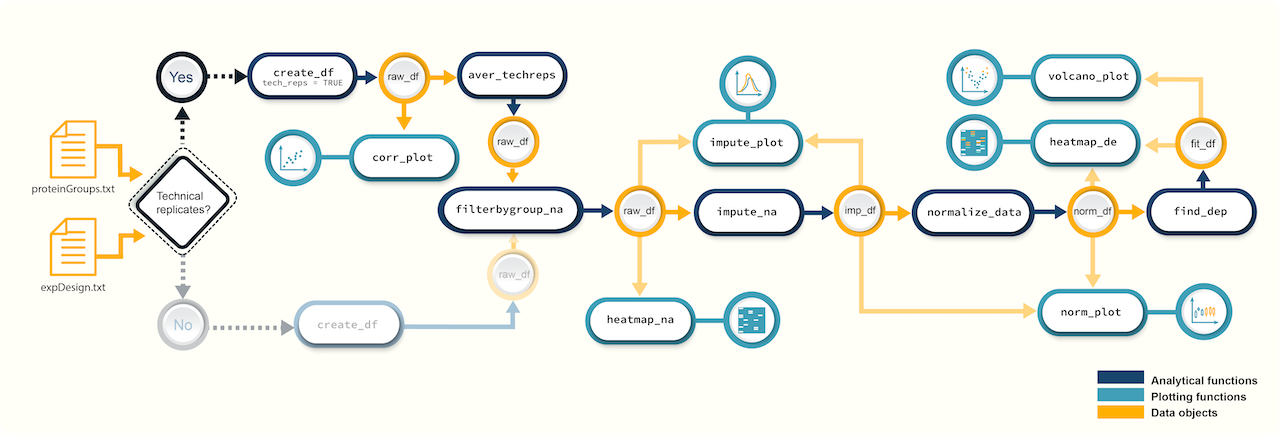 Yes
create_df
tech_reps = TRUE
raw_df
aver_techreps
proteinGroups.txt
Technical
replicates?
corr_plot
raw_df
expDesign.txt
filterbygroup_na
raw_df
No
create_df
raw_df
impute_plot
impute_na
imp_df
heatmap_na
normalize_data
norm_df
find_dep
volcano_plot
heatmap_de
fit_df
norm_plot
Analytical functions
Plotting functions
Data objects